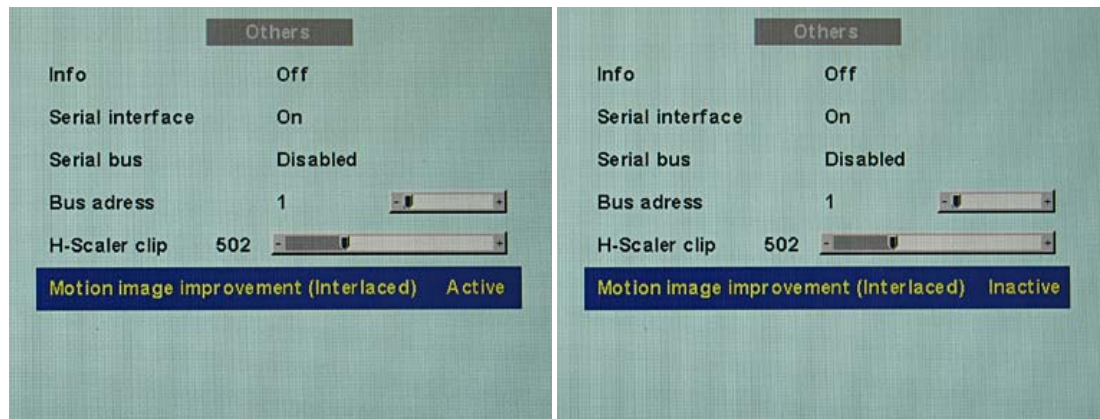 Others
Info Off
Serial interface On
Serial bus Disabled
Bus adress 1 - +
H-Scaler clip 502 - +
Motion image improvement (Interlaced) Active
Others
Info Off
Serial interface On
Serial bus Disabled
Bus adress 1 - +
H-Scaler clip 502 - +
Motion image improvement (Interlaced) Inactive